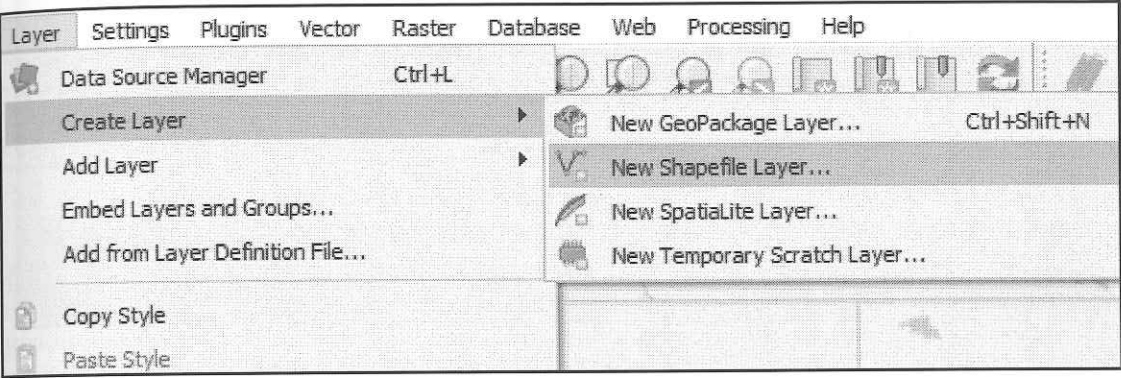 Layer Settings Plugins Vector Raster Database Web Processing Help
Data Source Manager Ctrl+L
Create Layer
Add Layer
Embed Layers and Groups...
Add from Layer Definition File...
Copy Style
Paste Style
New GeoPackage Layer... Ctrl+Shift+N
New Shapefile Layer...
New SpatiaLite Layer...
New Temporary Scratch Layer...